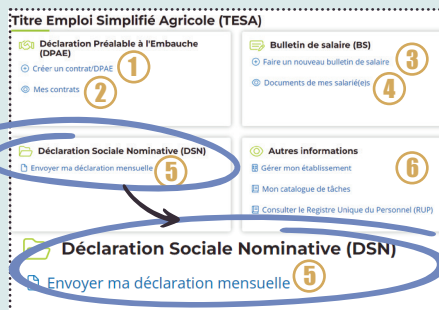 Titre Emploi Simplifié Agricole (TESA)
Déclaration Préalable à l'Embauche
(DPAE)
Créer un contrat/DPAE
1
Mes contrats
2
Bulletin de salaire (BS)
Faire un nouveau bulletin de salaire
3
Documents de mes salarié(e)s
4
Déclaration Sociale Nominative (DSN)
Envoyer ma déclaration mensuelle
5
Autres informations
Gérer mon établissement
6
Mon catalogue de tâches
Consulter le Registre Unique du Personnel (RUP)
Déclaration Sociale Nominative (DSN)
Envoyer ma déclaration mensuelle
5